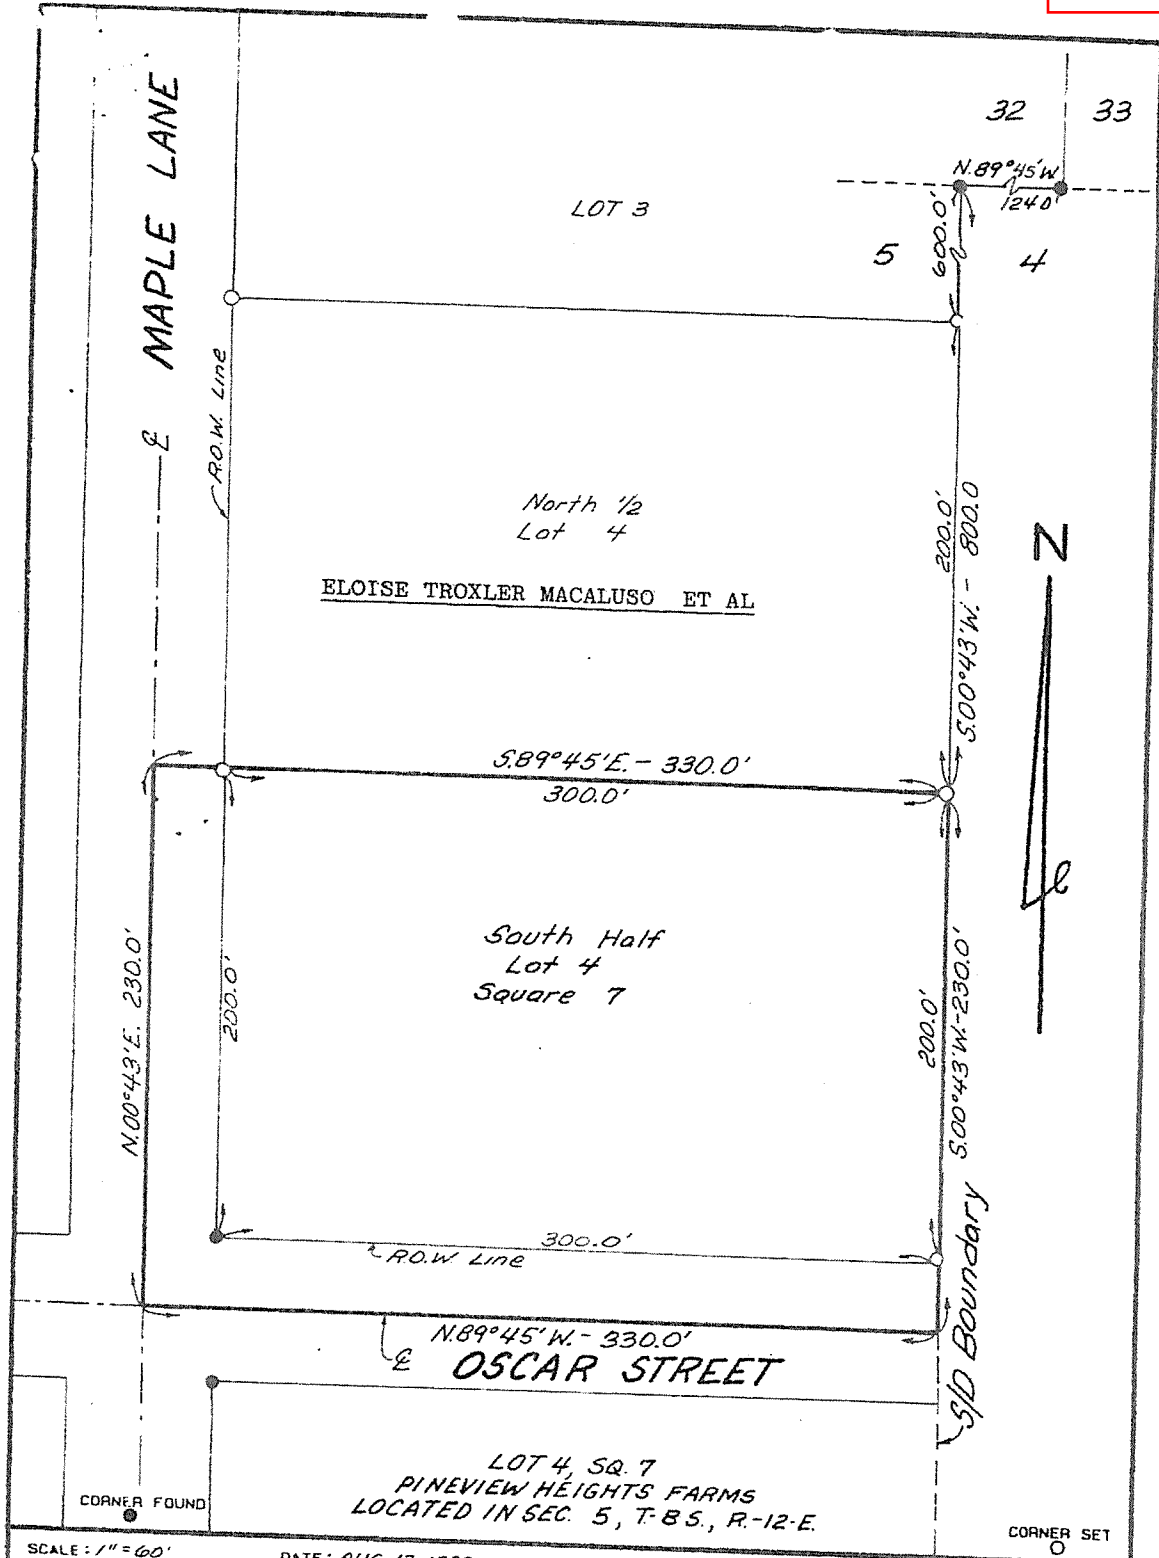 MAPLE LANE
32
33
N.89°45'W
1240'
LOT 3
600.0'
5
4
R.O.W. Line
North 1/2
Lot 4
ELOISE TROXLER MACALUSO ET AL
200.0'
S.00°43'W. - 800.0
N
S.89°45'E. - 330.0'
300.0'
South Half
Lot 4
Square 7
N.00°43'E. 230.0'
200.0'
200.0'
S.00°43'W.-230.0'
300.0'
R.O.W. Line
N.89°45'W. - 330.0'
OSCAR STREET
S/D Boundary
LOT 4, SQ. 7
PINEVIEW HEIGHTS FARMS
LOCATED IN SEC. 5, T-8S., R.-12-E.
CORNER FOUND
CORNER SET
SCALE: 1" = 60'